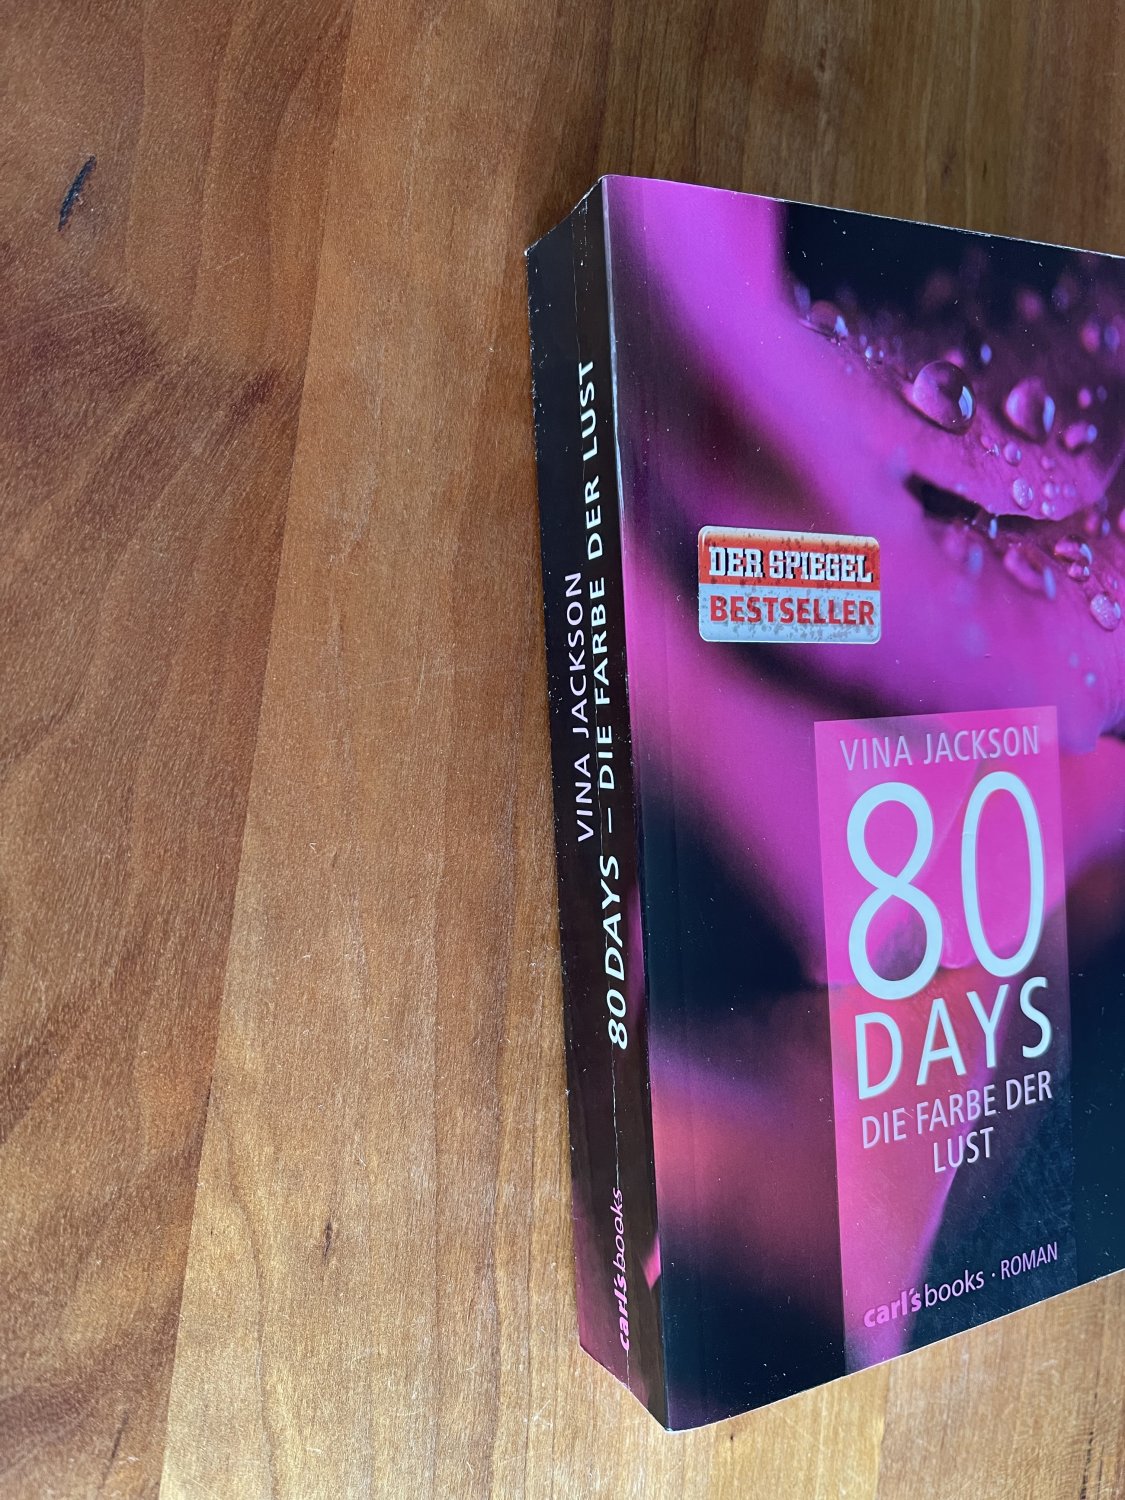 VINA JACKSON
80 DAYS – DIE FARBE DER LUST
carl's books
DER SPIEGEL
BESTSELLER
VINA JACKSON
80
DAYS
DIE FARBE DER
LUST
carl's books · ROMAN